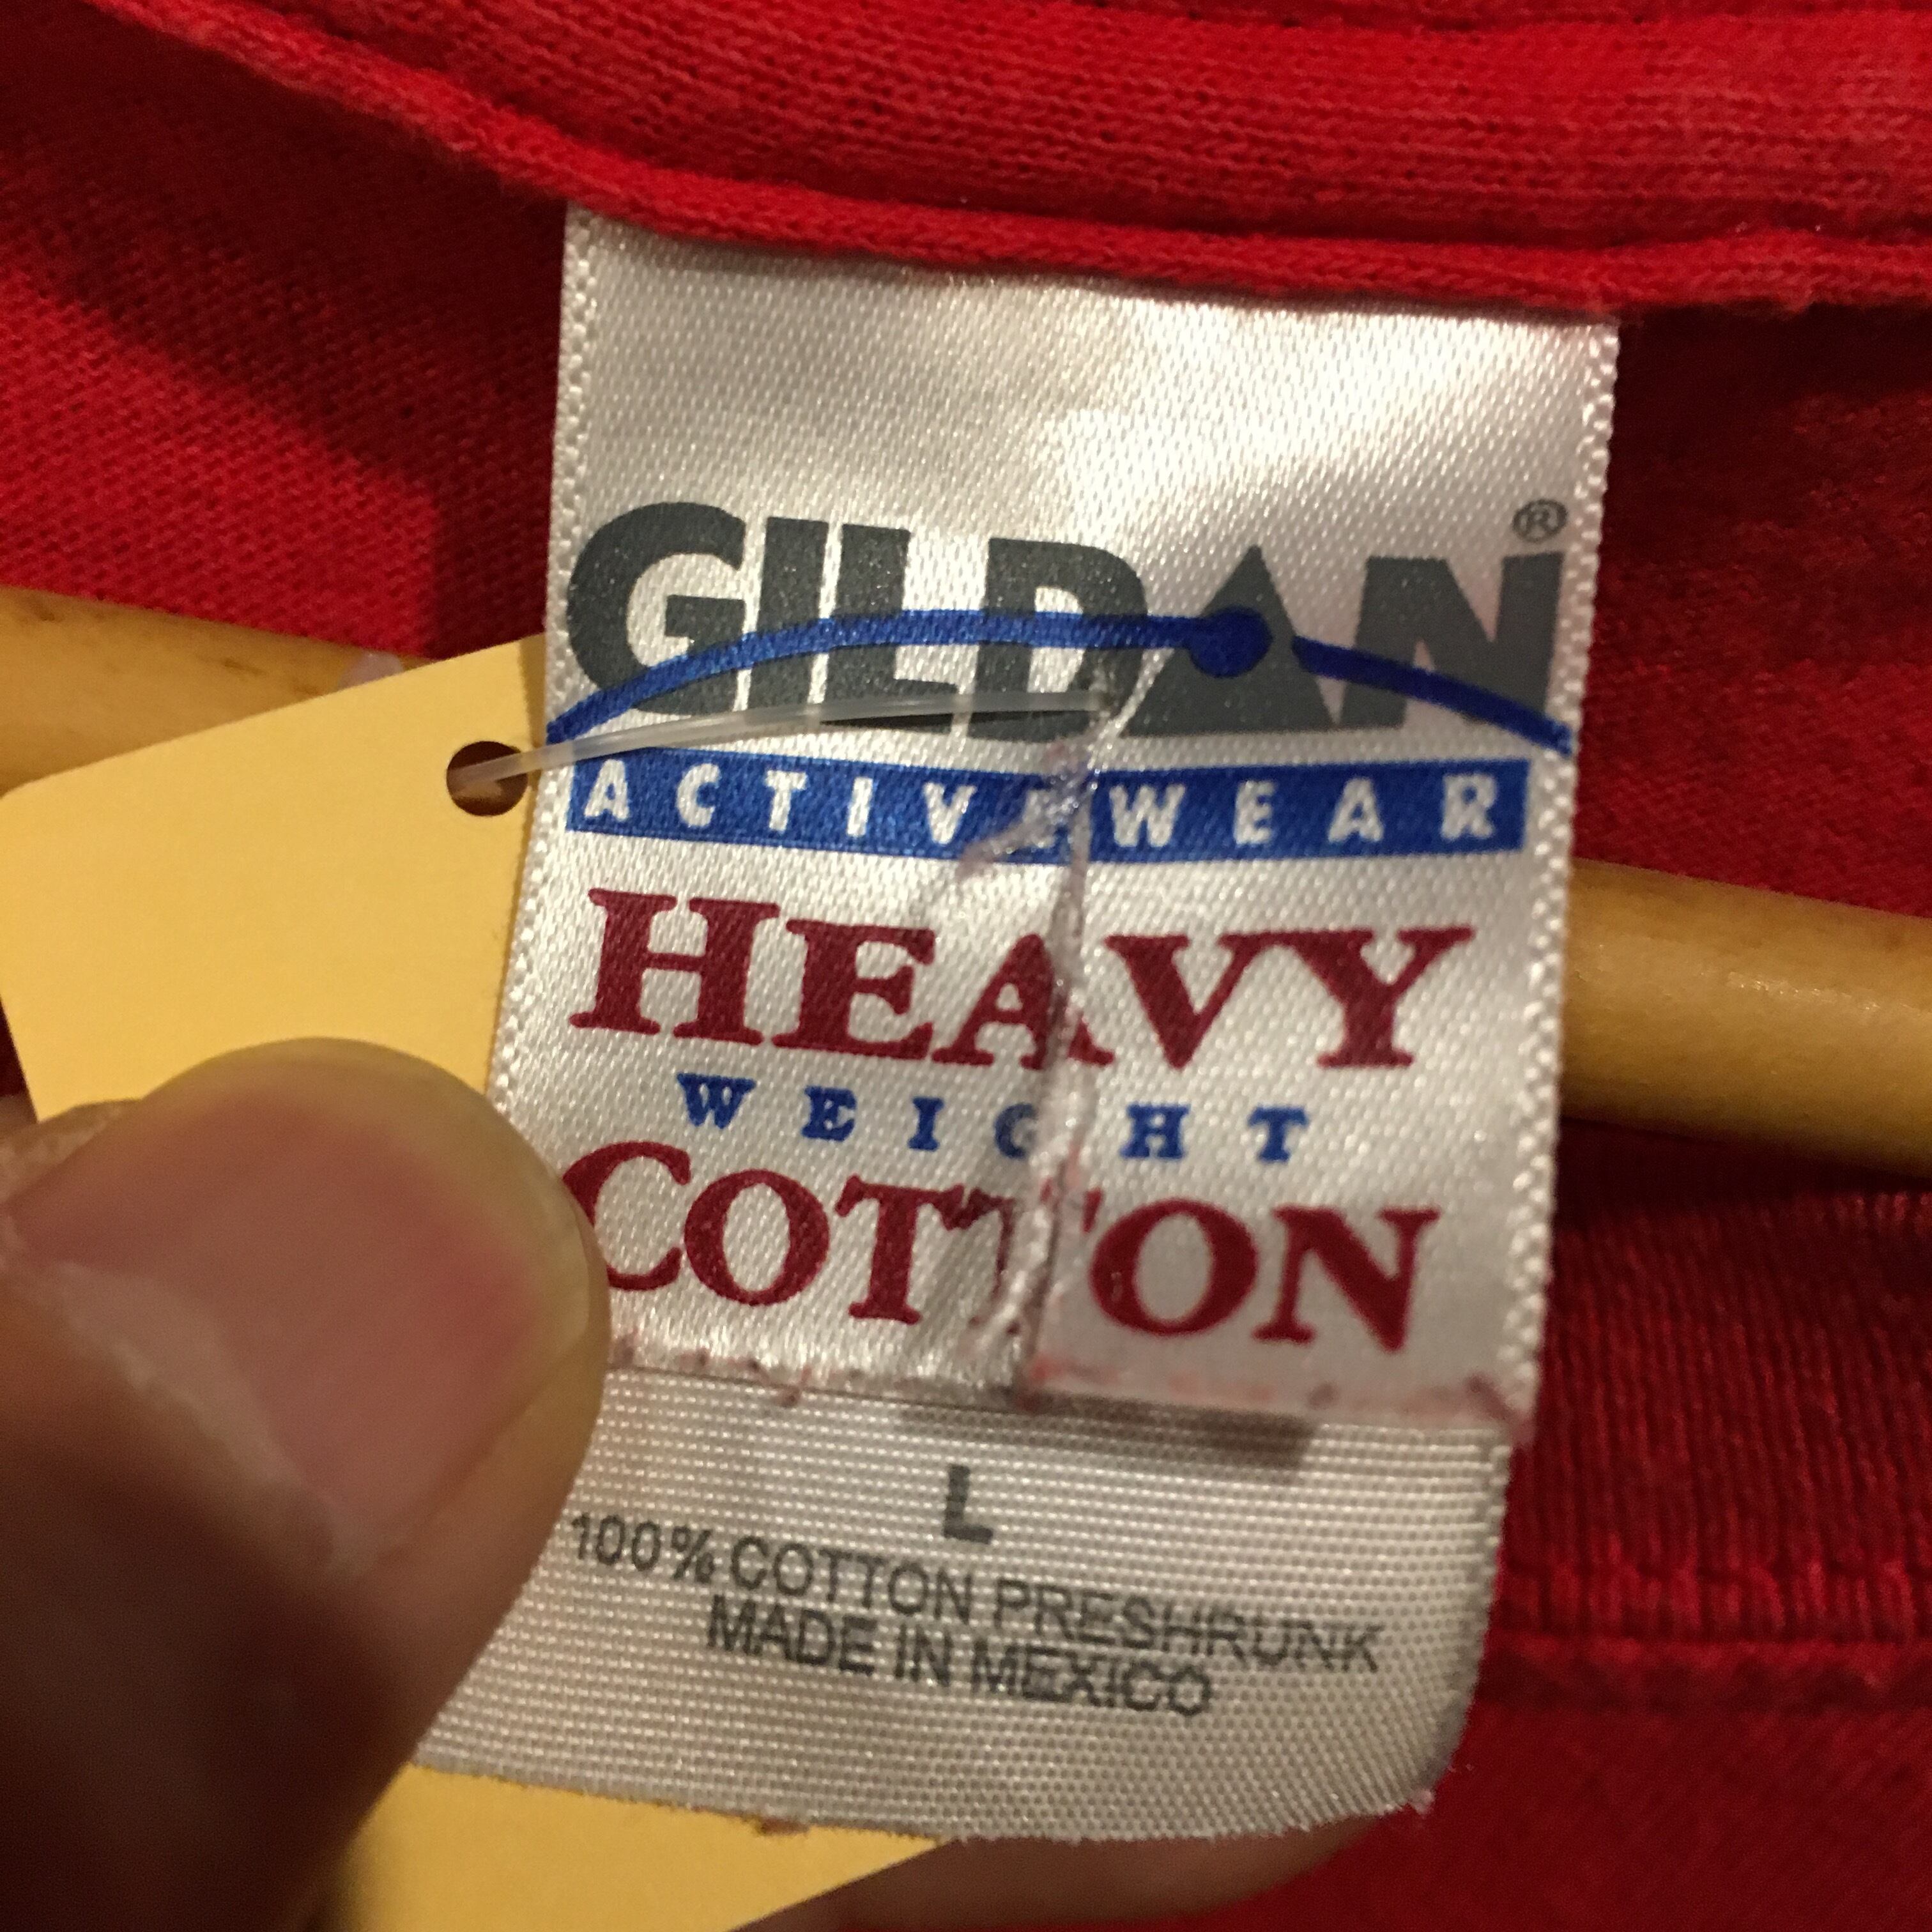 GILDAN®
ACTIVEWEAR
HEAVY
WEIGHT
COTTON
L
100% COTTON PRESHRUNK
MADE IN MEXICO